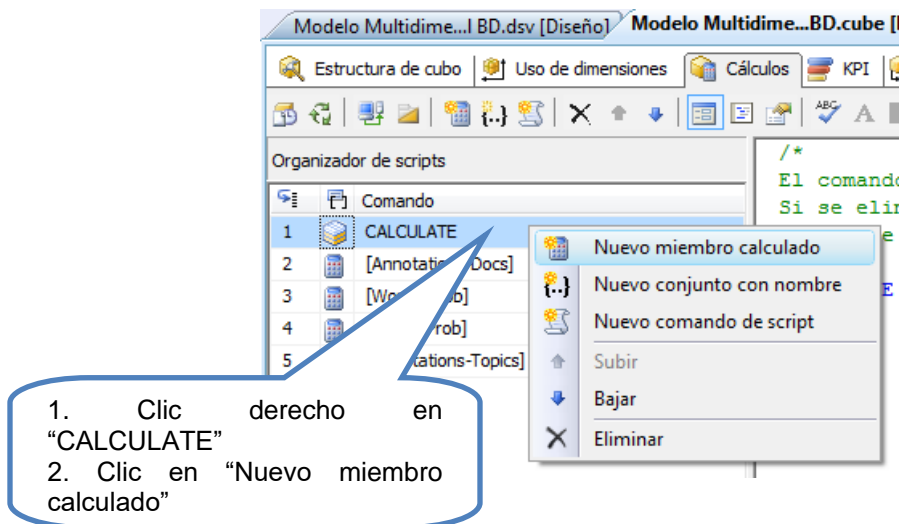 Modelo Multidime...l BD.dsv [Diseño] Modelo Multidime...BD.cube [
Estructura de cubo Uso de dimensiones Cálculos KPI
ABC A
Organizador de scripts
Comando
1 CALCULATE
2 [Annotation Docs]
3
4 rob]
5 tations-Topics]
/*
El comando
Si se elim
e
E
Nuevo miembro calculado
Nuevo conjunto con nombre
Nuevo comando de script
Subir
Bajar
Eliminar
1. Clic derecho en
“CALCULATE”
2. Clic en “Nuevo miembro
calculado”